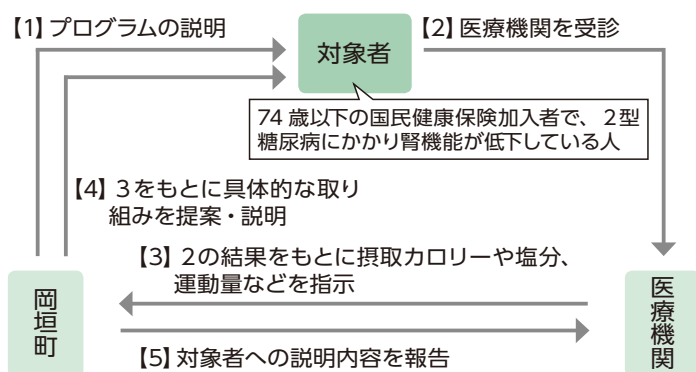 【1】プログラムの説明
対象者
【2】医療機関を受診
74 歳以下の国民健康保険加入者で、２型
糖尿病にかかり腎機能が低下している人
【4】３をもとに具体的な取り
組みを提案・説明
【3】２の結果をもとに摂取カロリーや塩分、
運動量などを指示
岡垣町
医療機関
【5】対象者への説明内容を報告